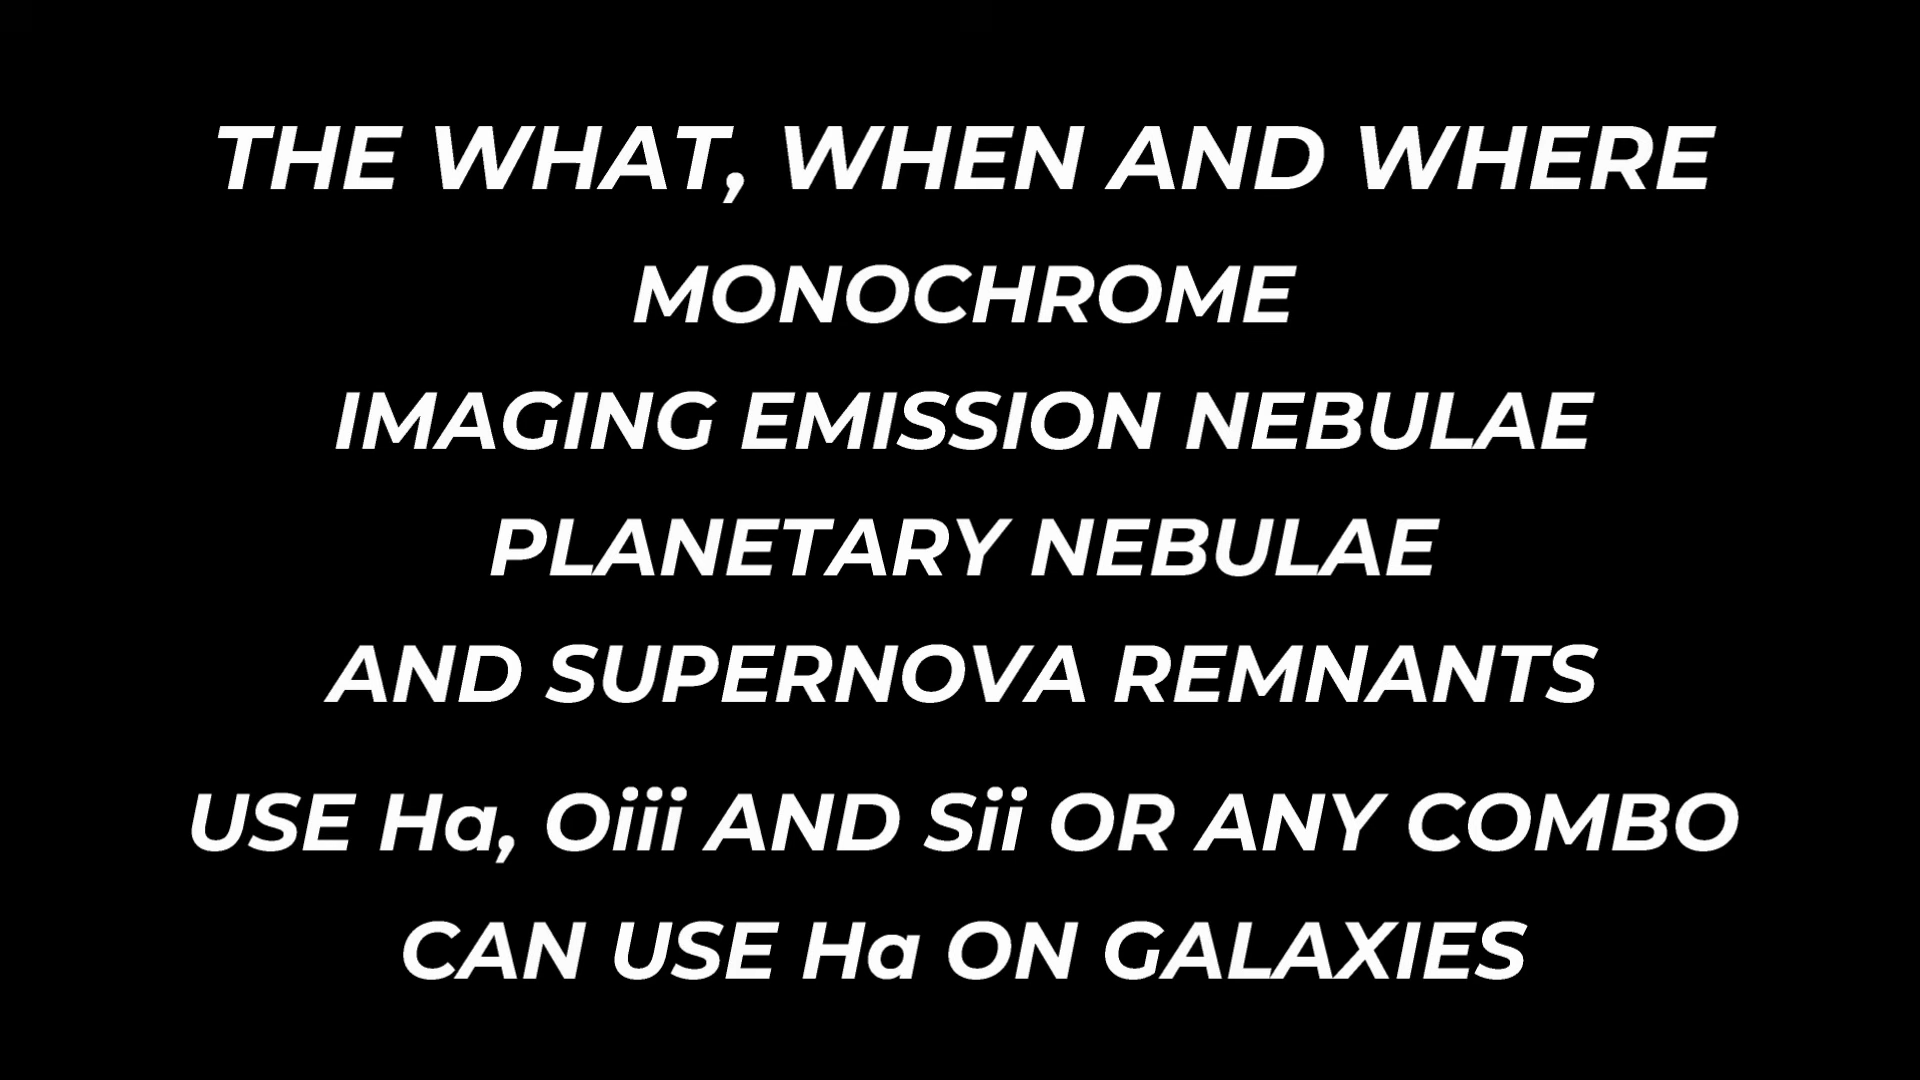 THE WHAT, WHEN AND WHERE
MONOCHROME
IMAGING EMISSION NEBULAE
PLANETARY NEBULAE
AND SUPERNOVA REMNANTS
USE Ha, Oiii AND Sii OR ANY COMBO
CAN USE Ha ON GALAXIES